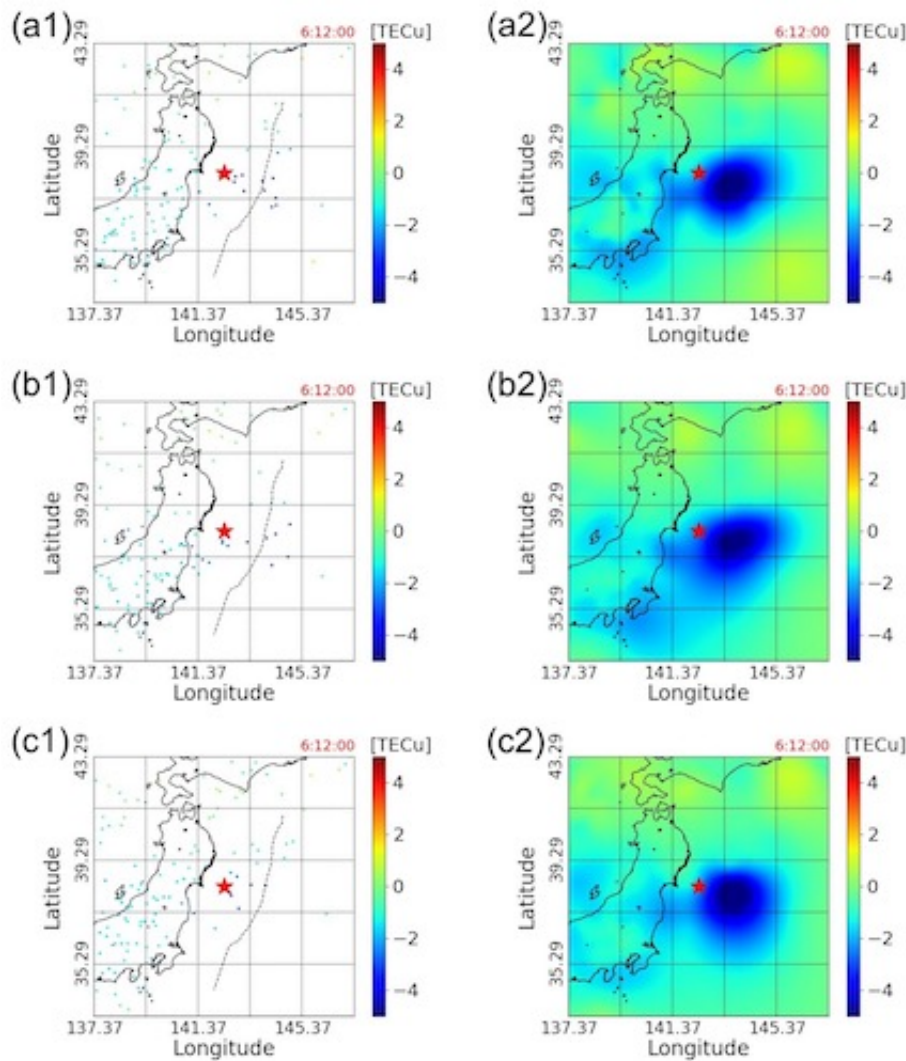 (a1) 6:12:00 [TECu] (a2) 6:12:00 [TECu]
43.29 4 43.29 4
2 2
39.29 39.29
Latitude 0 Latitude 0
−2 −2
35.29 35.29
−4 −4
137.37 141.37 145.37 137.37 141.37 145.37
Longitude Longitude
(b1) 6:12:00 [TECu] (b2) 6:12:00 [TECu]
43.29 4 43.29 4
2 2
39.29 39.29
Latitude 0 Latitude 0
−2 −2
35.29 35.29
−4 −4
137.37 141.37 145.37 137.37 141.37 145.37
Longitude Longitude
(c1) 6:12:00 [TECu] (c2) 6:12:00 [TECu]
43.29 4 43.29 4
2 2
39.29 39.29
Latitude 0 Latitude 0
−2 −2
35.29 35.29
−4 −4
137.37 141.37 145.37 137.37 141.37 145.37
Longitude Longitude